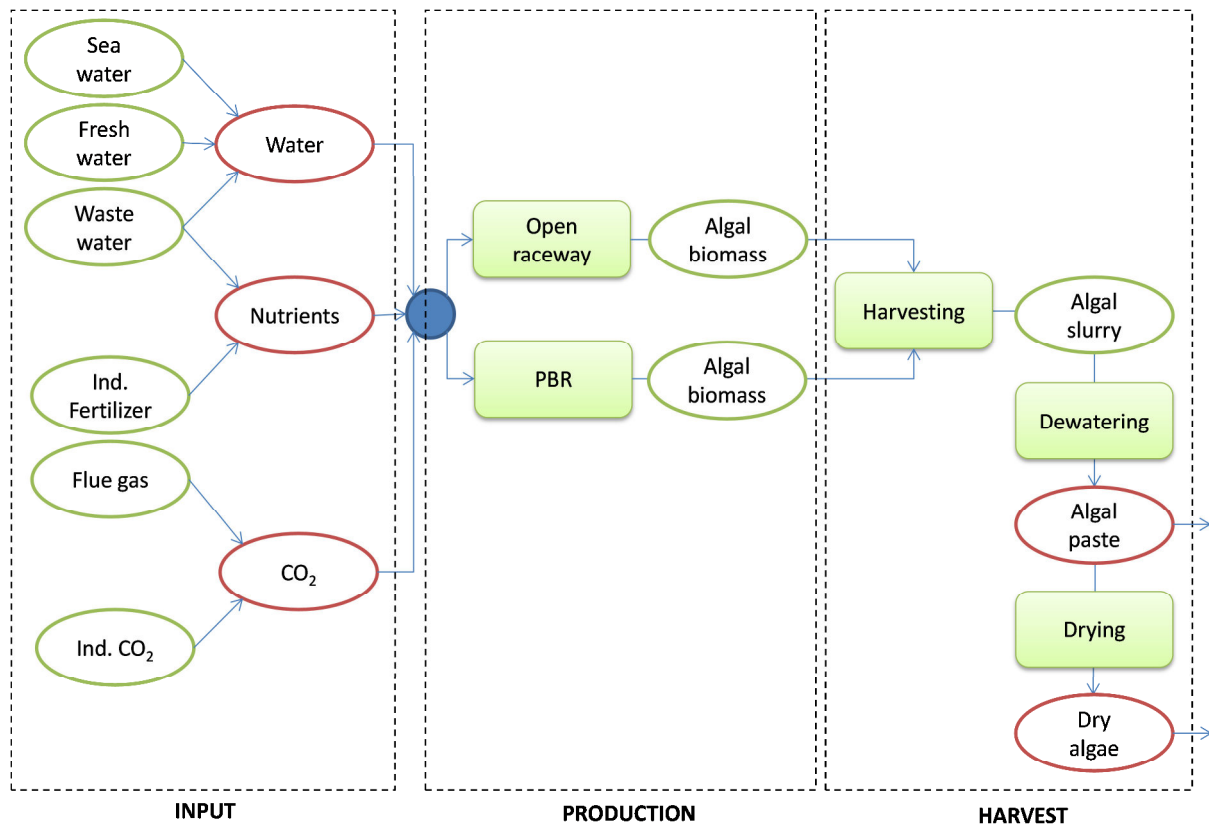 Sea
water
Fresh
water
Waste
water
Ind.
Fertilizer
Flue gas
Ind. CO₂
Water
Nutrients
CO₂
INPUT
Open
raceway
Algal
biomass
PBR
Algal
biomass
PRODUCTION
Harvesting
Algal
slurry
Dewatering
Algal
paste
Drying
Dry
algae
HARVEST